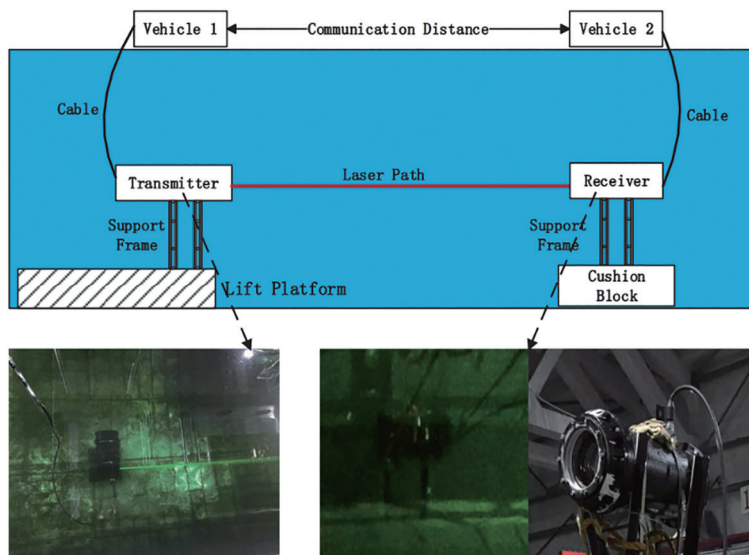 Vehicle 1
Communication Distance
Vehicle 2
Cable
Cable
Transmitter
Laser Path
Receiver
Support
Frame
Support
Frame
Lift Platform
Cushion
Block